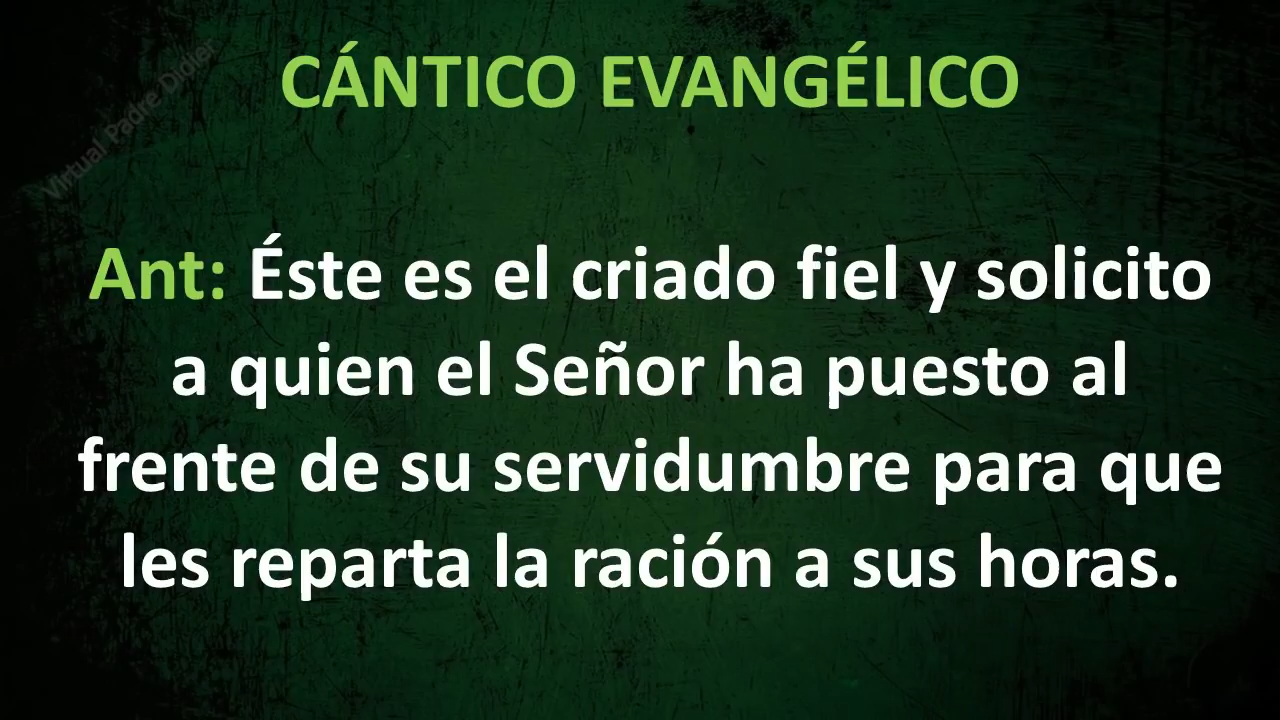 CÁNTICO EVANGÉLICO
Virtual Padre Didier
Ant: Éste es el criado fiel y solicito
a quien el Señor ha puesto al
frente de su servidumbre para que
les reparta la ración a sus horas.